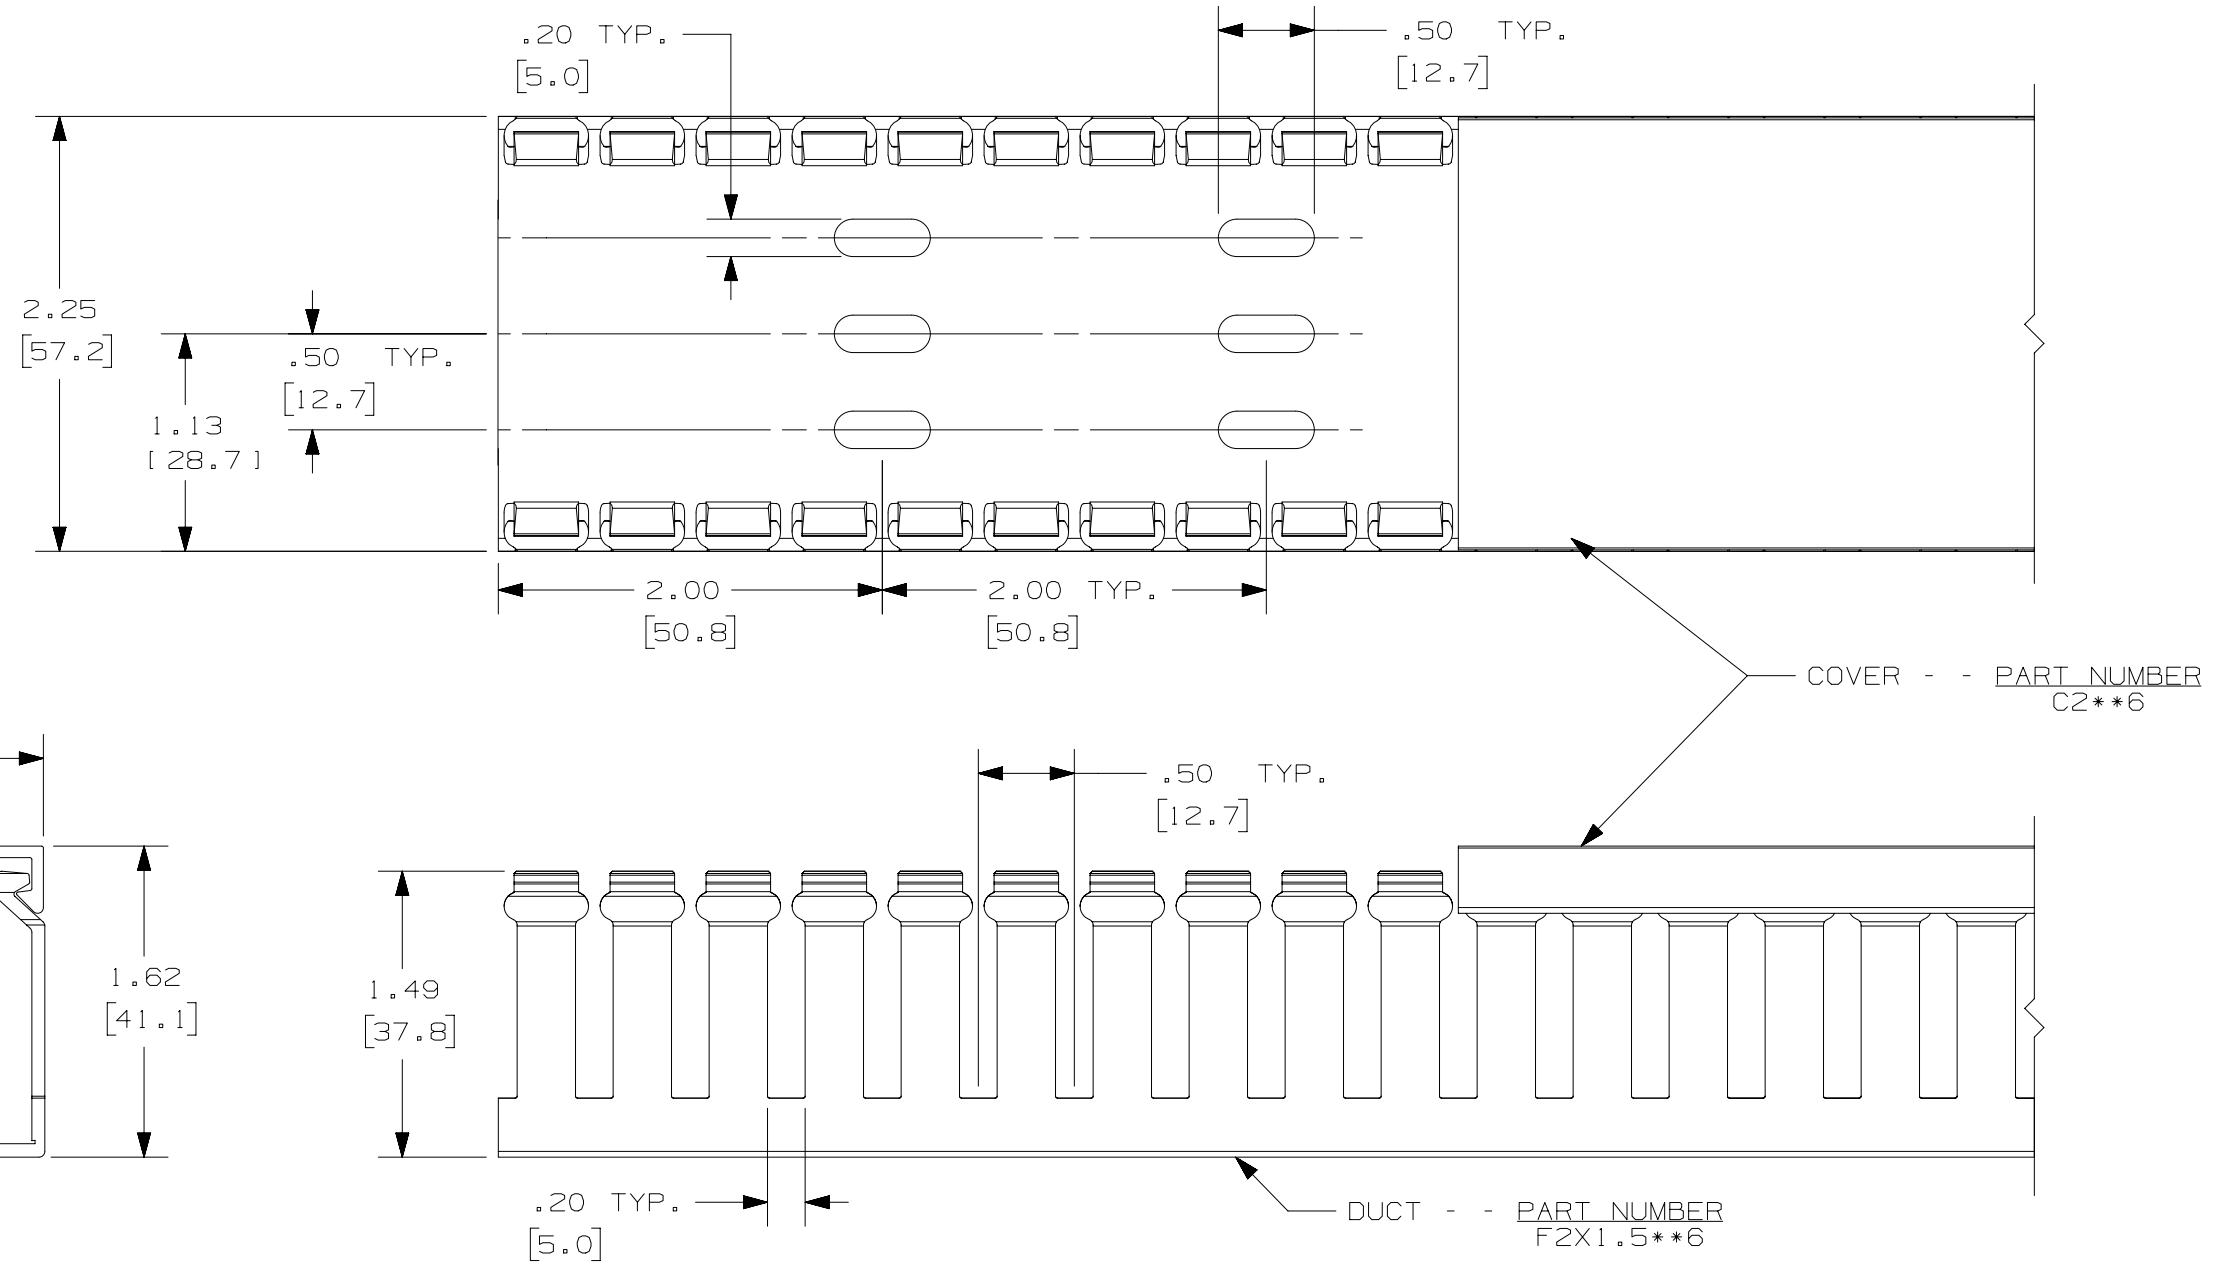 .20 TYP.
[5.0]
.50 TYP.
[12.7]
2.25
[57.2]
.50 TYP.
[12.7]
1.13
[28.7]
2.00
[50.8]
2.00 TYP.
[50.8]
COVER - - PART NUMBER
C2**6
.50 TYP.
[12.7]
1.62
[41.1]
1.49
[37.8]
.20 TYP.
[5.0]
DUCT - - PART NUMBER
F2X1.5**6